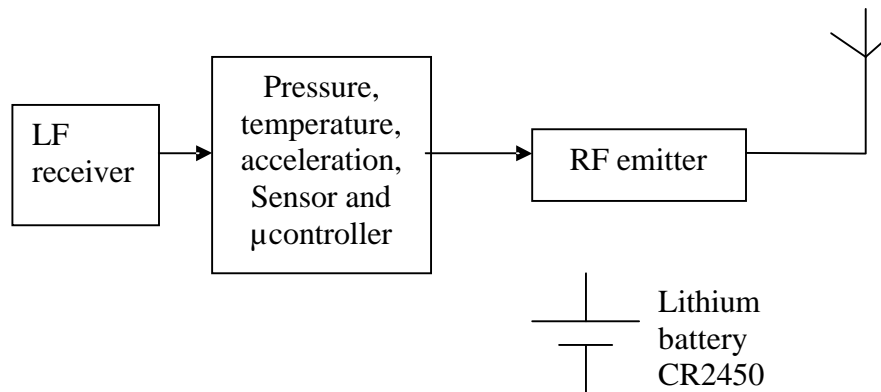 LF
receiver
Pressure,
temperature,
acceleration,
Sensor and
µcontroller
RF emitter
Lithium
battery
CR2450